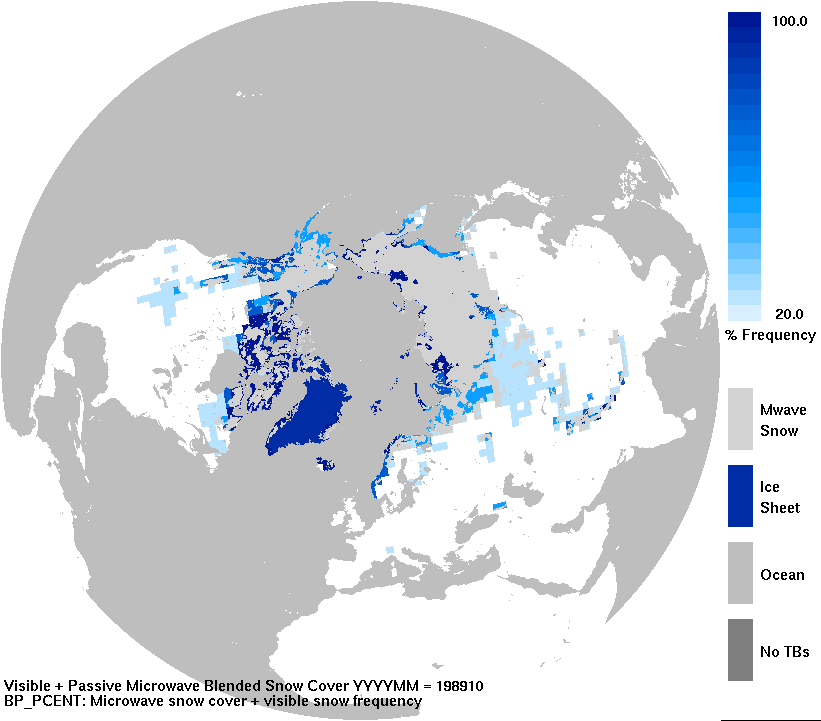 100.0
20.0
% Frequency
Mwave
Snow
Ice
Sheet
Ocean
No TBs
Visible + Passive Microwave Blended Snow Cover YYYYMM = 198910
BP_PCENT: Microwave snow cover + visible snow frequency